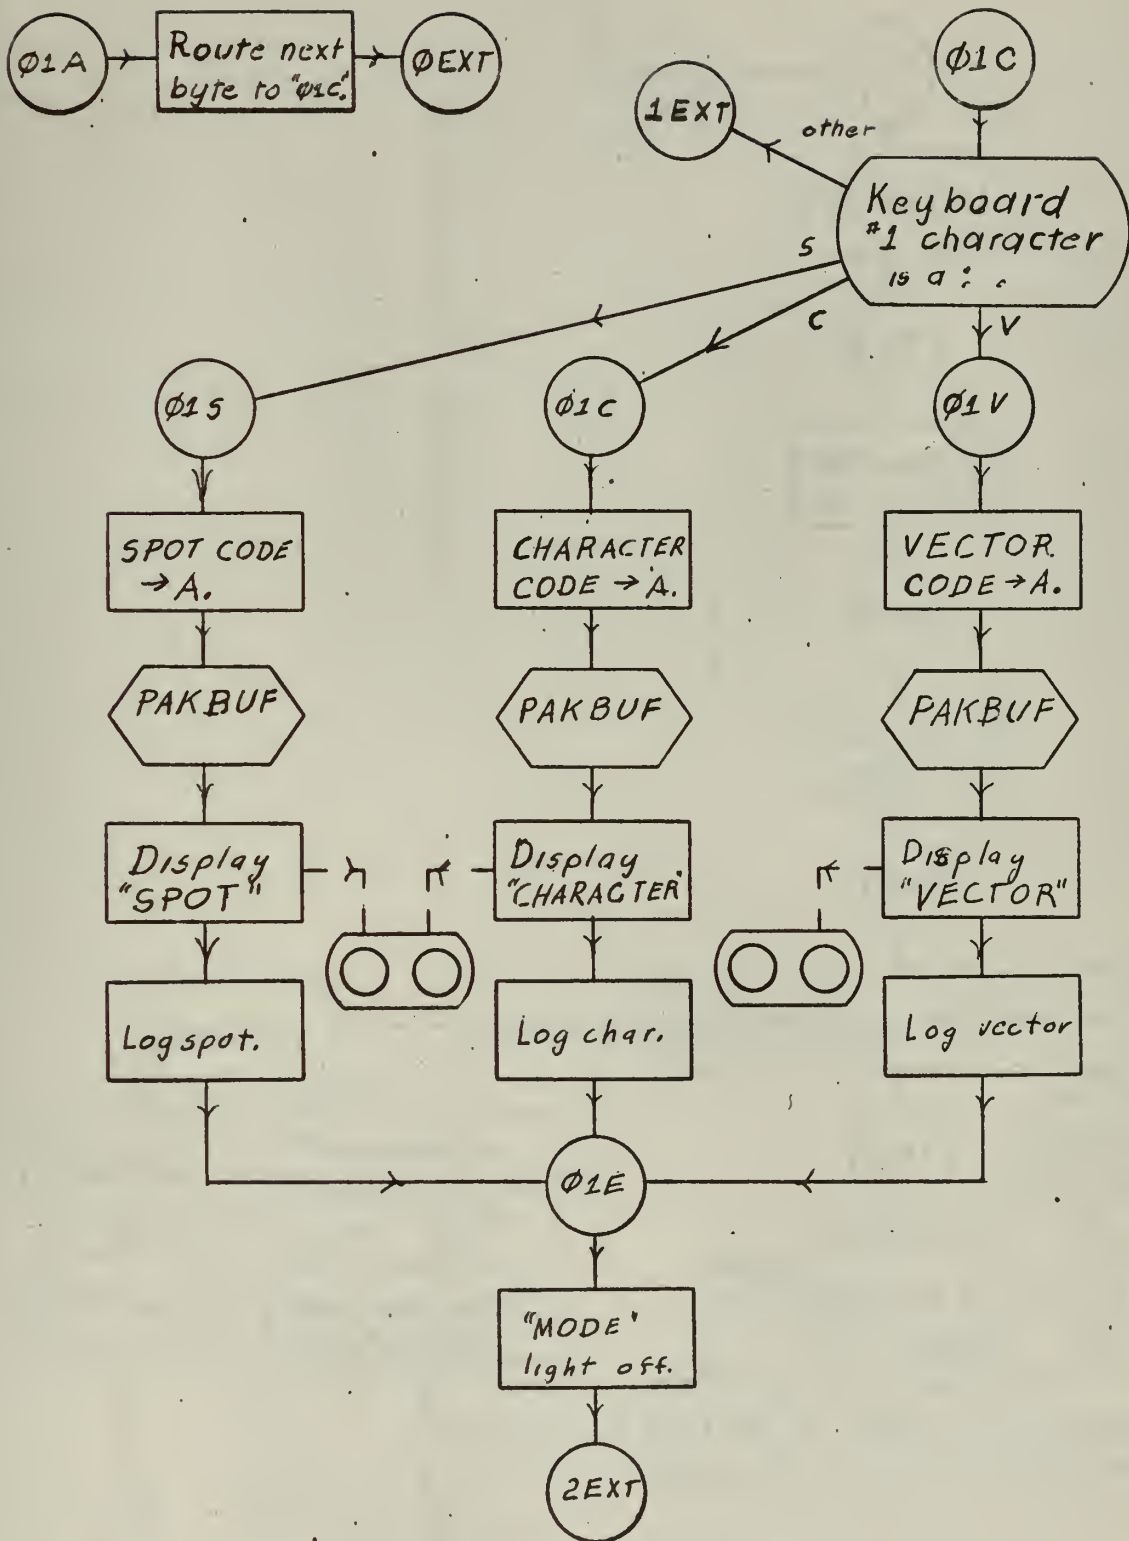 Ø1A
Route next
byte to "Ø1C".
ØEXT
Ø1C
1EXT
other
Keyboard
#1 character
is a : .
S
C
V
Ø1S
Ø1C
Ø1V
SPOT CODE
→ A.
CHARACTER
CODE → A.
VECTOR
CODE → A.
PAKBUF
PAKBUF
PAKBUF
Display
"SPOT"
Display
"CHARACTER"
Display
"VECTOR"
Log spot.
Log char.
Log vector
Ø1E
"MODE"
light off.
2EXT